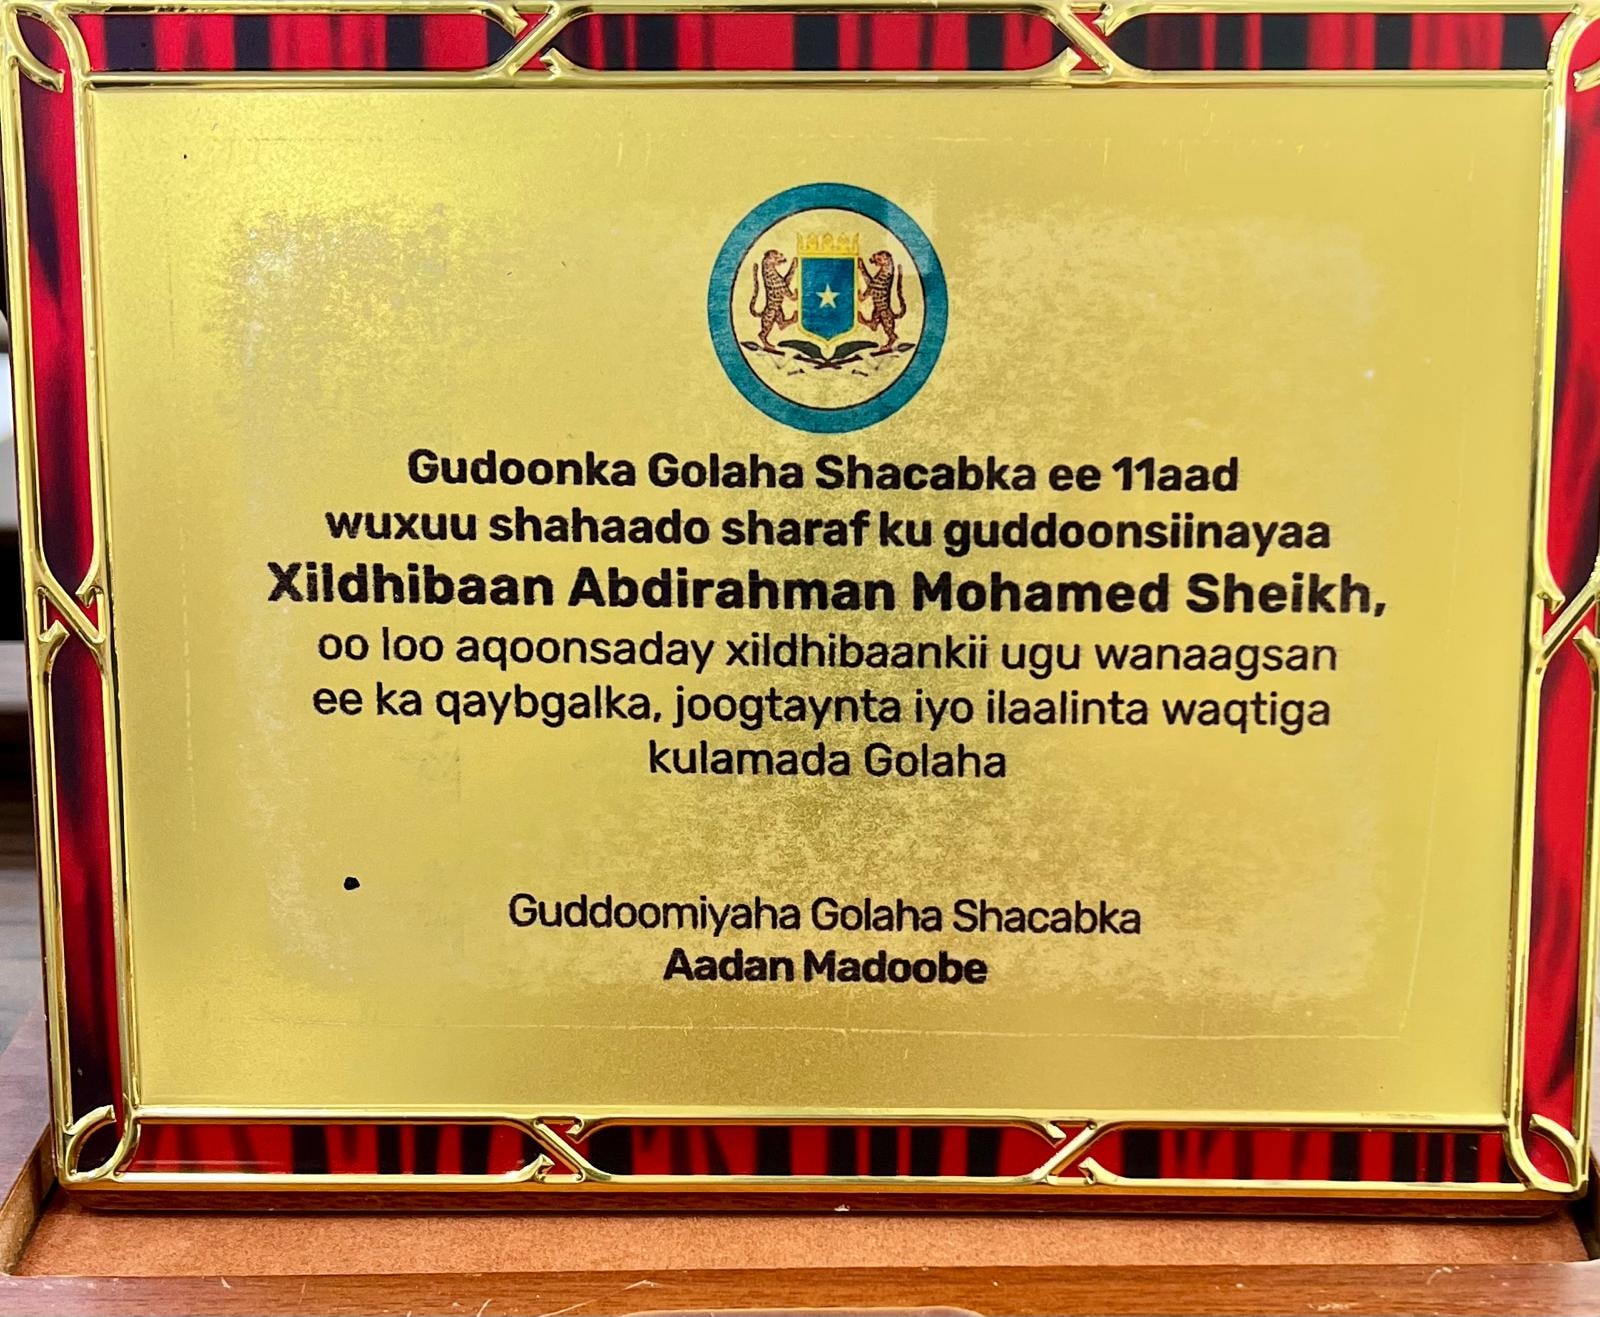 Gudoonka Golaha Shacabka ee 11aad
wuxuu shahaado sharaf ku guddoonsiinayaa
Xildhibaan Abdirahman Mohamed Sheikh,
oo loo aqoonsaday xildhibaankii ugu wanaagsan
ee ka qaybgalka, joogtaynta iyo ilaalinta waqtiga
kulamada Golaha
Guddoomiyaha Golaha Shacabka
Aadan Madoobe